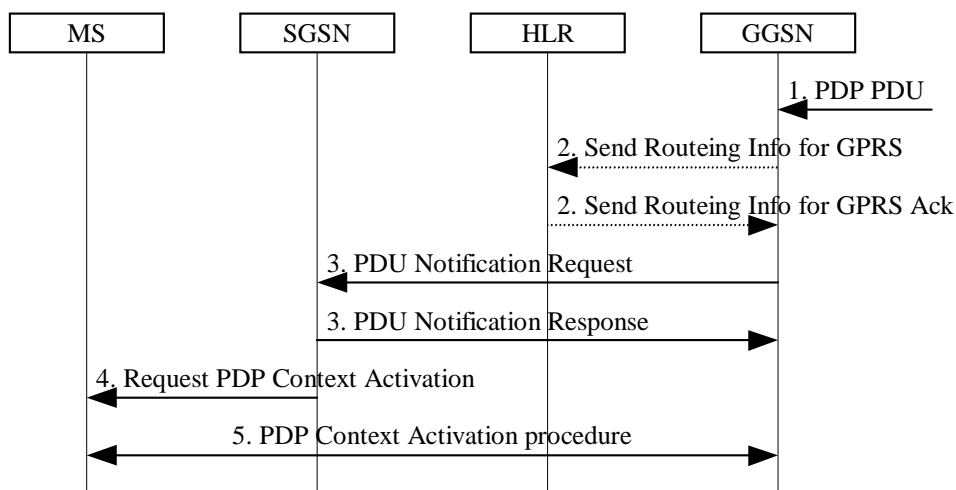 MS SGSN HLR GGSN
1. PDP PDU
2. Send Routeing Info for GPRS
2. Send Routeing Info for GPRS Ack
3. PDU Notification Request
3. PDU Notification Response
4. Request PDP Context Activation
5. PDP Context Activation procedure